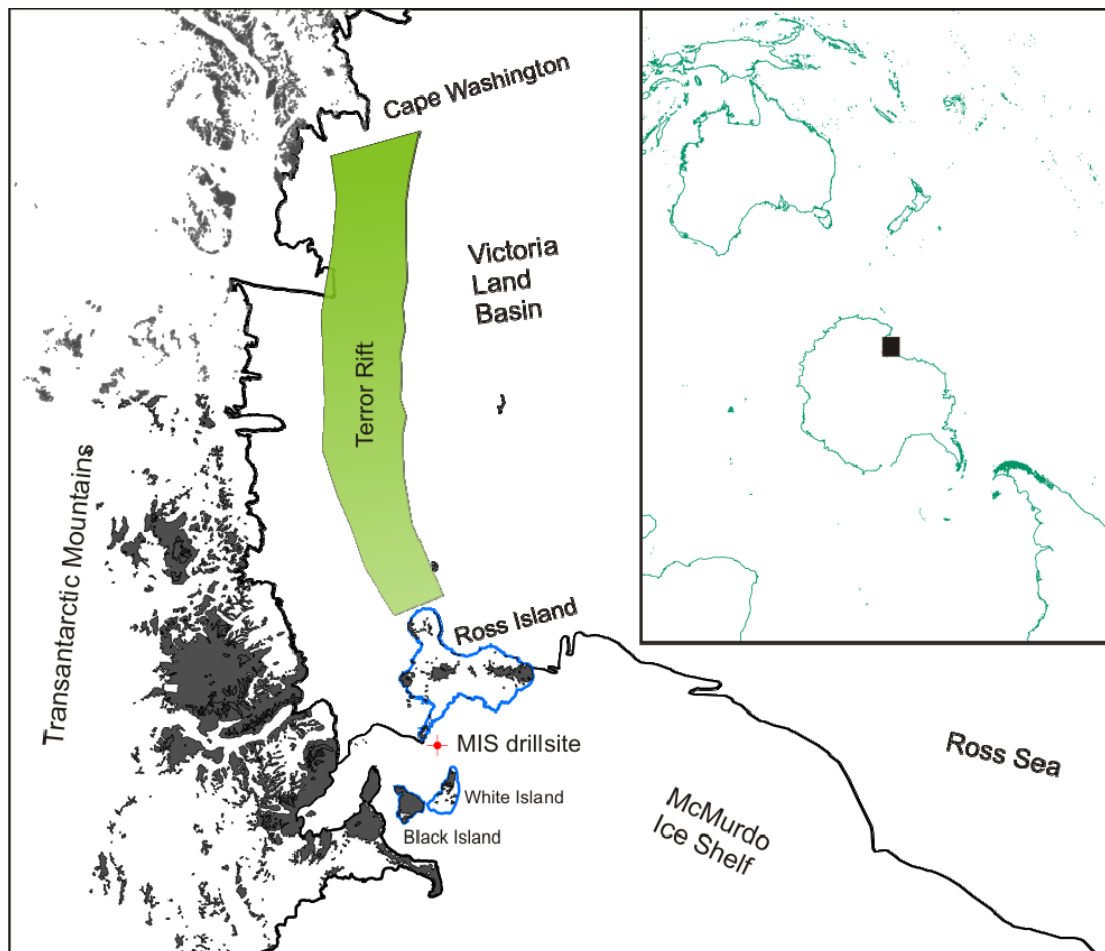 Cape Washington
Victoria
Land
Basin
Terror Rift
Transantarctic Mountains
Ross Island
MIS drillsite
Ross Sea
White Island
McMurdo
Ice Shelf
Black Island